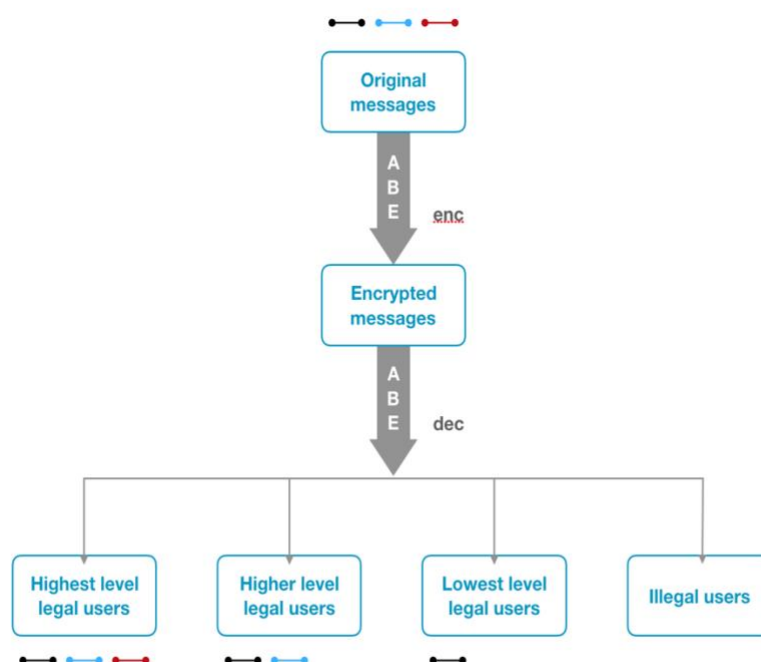 Original
messages
A
B
E
enc
Encrypted
messages
A
B
E
dec
Highest level
legal users
Higher level
legal users
Lowest level
legal users
Illegal users